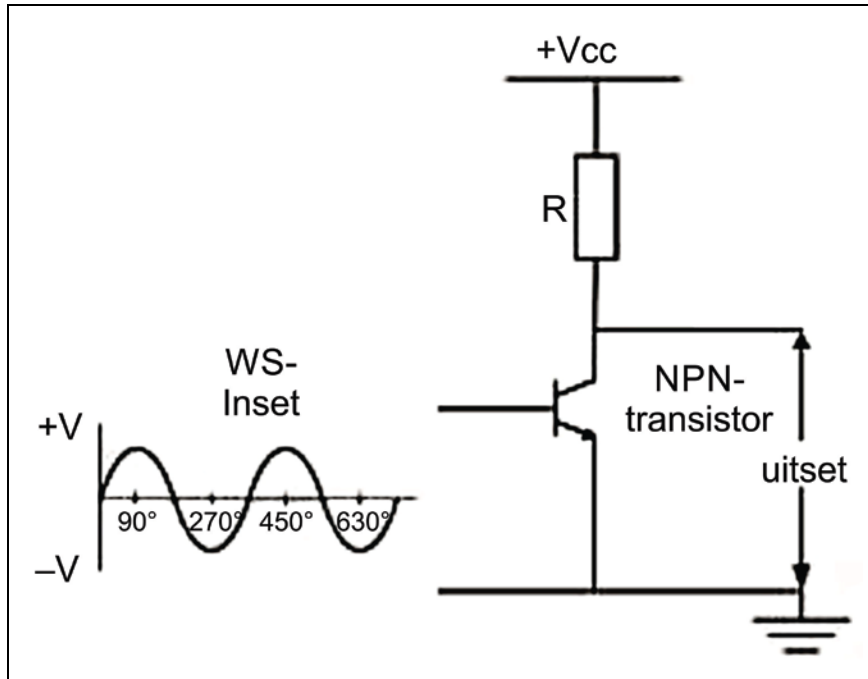 +Vcc
R
WS-
Inset
NPN-
transistor
+V
uitset
90° 270° 450° 630°
–V